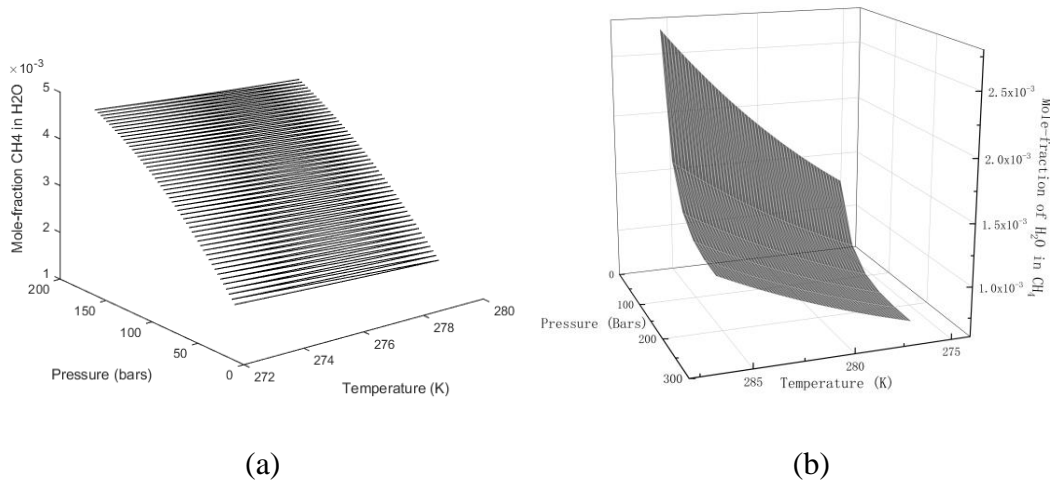 × 10⁻³
5
4
3
2
1
Mole-fraction CH4 in H2O
200
150
100
50
0
Pressure (bars)
272
274
276
278
280
Temperature (K)
(a)
2.5x10⁻³
2.0x10⁻³
1.5x10⁻³
1.0x10⁻³
Mole-fraction of H₂O in CH₄
0
100
200
300
Pressure (Bars)
285
280
275
Temperature (K)
(b)